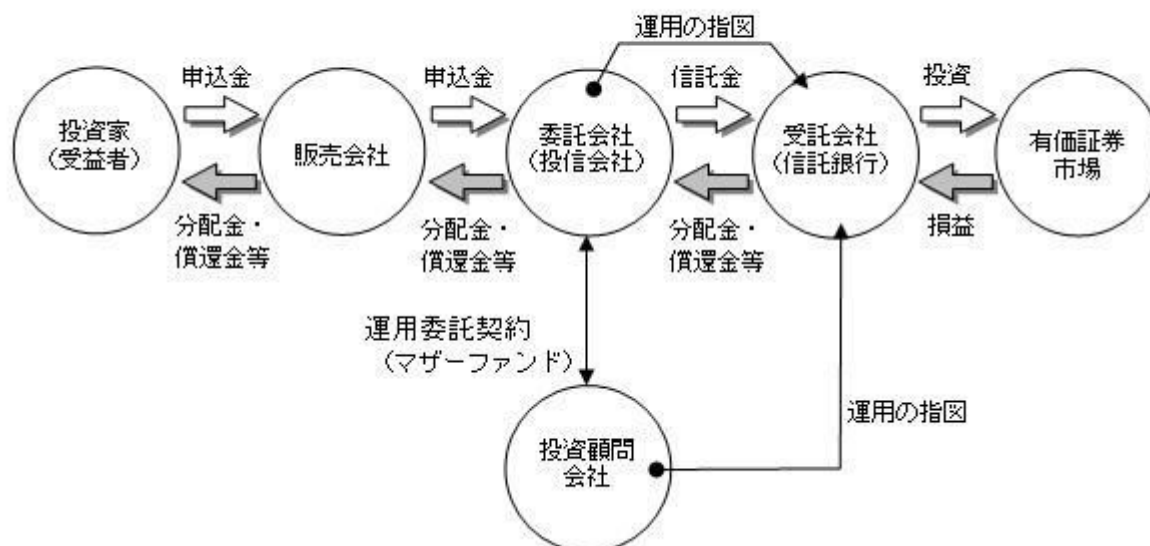 運用の指図
申込金
申込金
信託金
投資
投資家
(受益者)
販売会社
委託会社
(投信会社)
受託会社
(信託銀行)
有価証券
市場
分配金・
償還金等
分配金・
償還金等
分配金・
償還金等
損益
運用委託契約
(マザーファンド)
運用の指図
投資顧問
会社